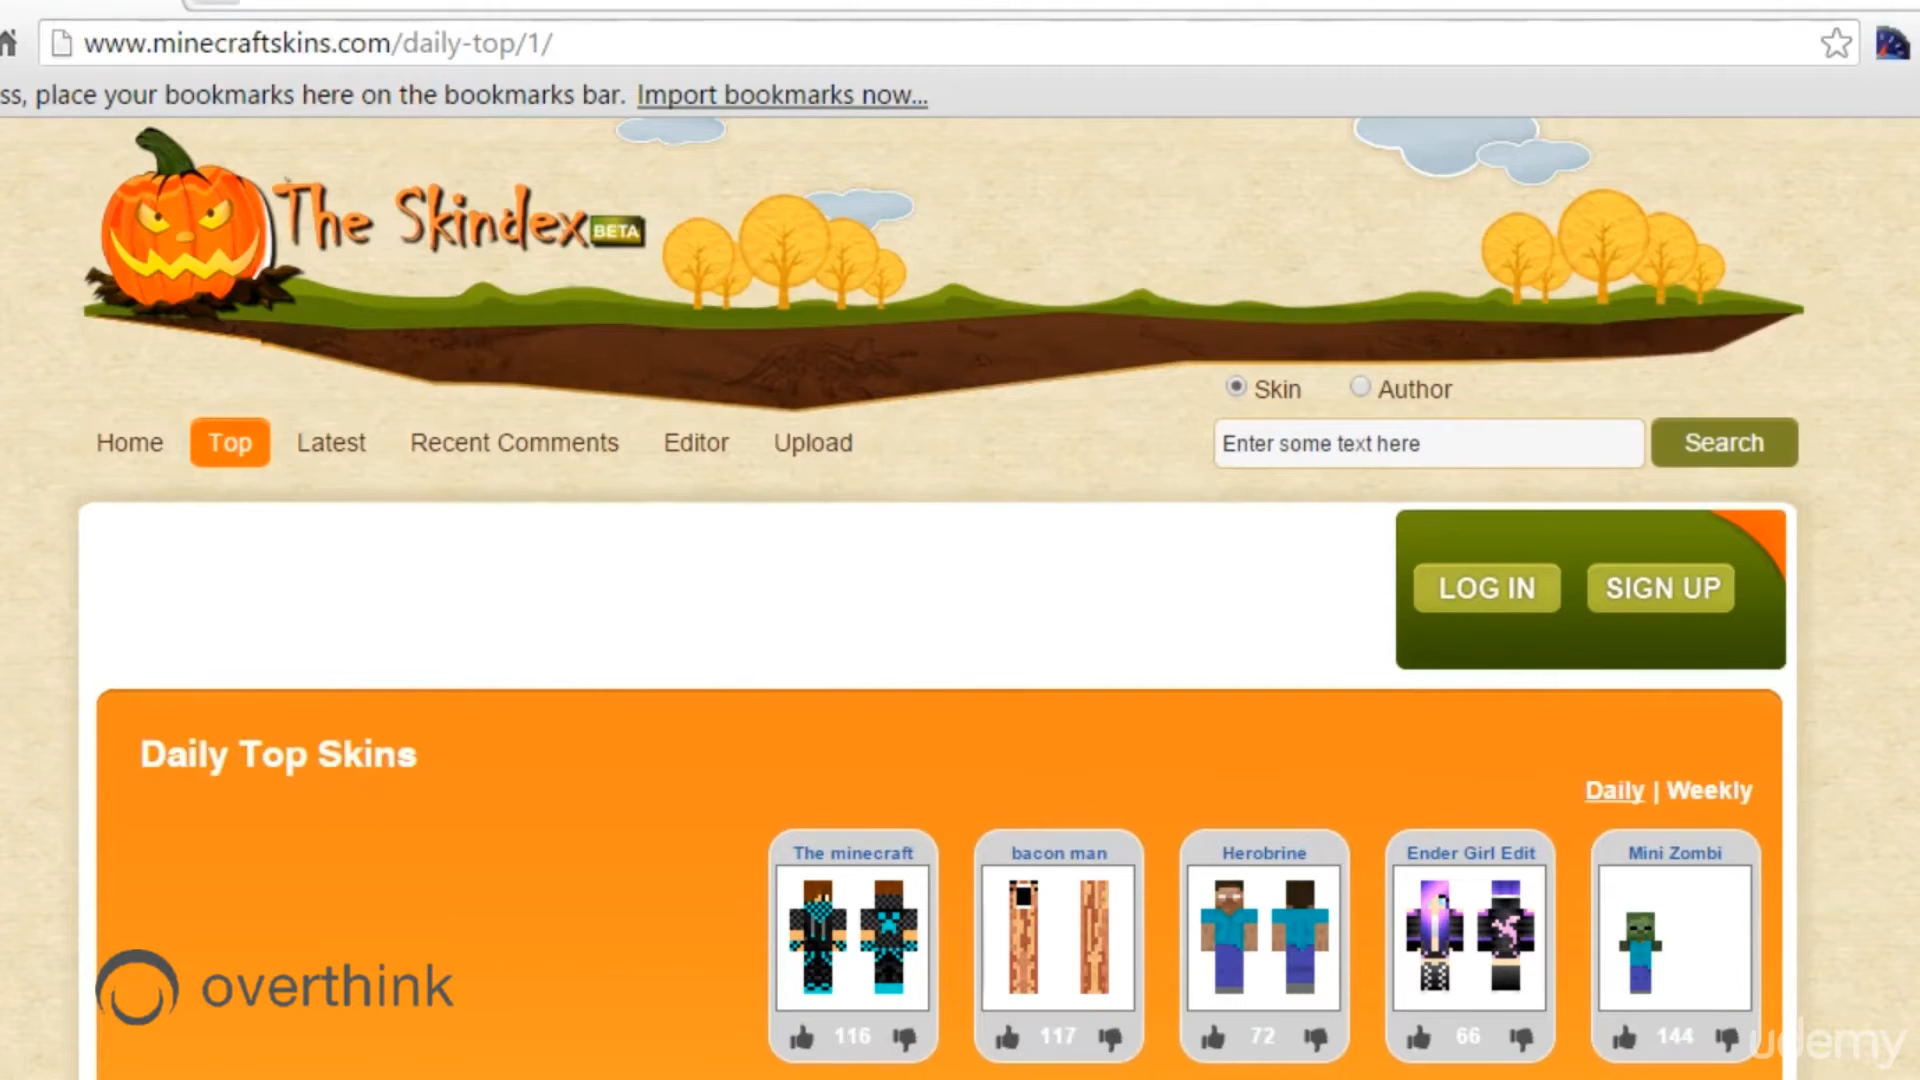 www.minecraftskins.com/daily-top/1/
ss, place your bookmarks here on the bookmarks bar. Import bookmarks now...
The Skindex BETA
Skin Author
Home Top Latest Recent Comments Editor Upload
Enter some text here Search
LOG IN SIGN UP
Daily Top Skins
Daily | Weekly
The minecraft bacon man Herobrine Ender Girl Edit Mini Zombi
overthink
116 117 72 66 144
udemy